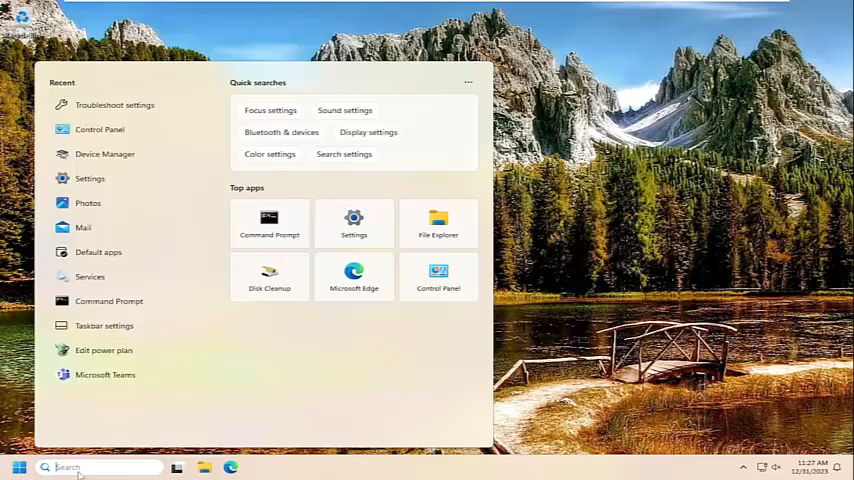 Recent
Troubleshoot settings
Control Panel
Device Manager
Settings
Photos
Mail
Default apps
Services
Command Prompt
Taskbar settings
Edit power plan
Microsoft Teams
Quick searches
Focus settings
Sound settings
Bluetooth & devices
Display settings
Color settings
Search settings
Top apps
Command Prompt
Settings
File Explorer
Disk Cleanup
Microsoft Edge
Control Panel
Search
11:27 AM
12/31/2023